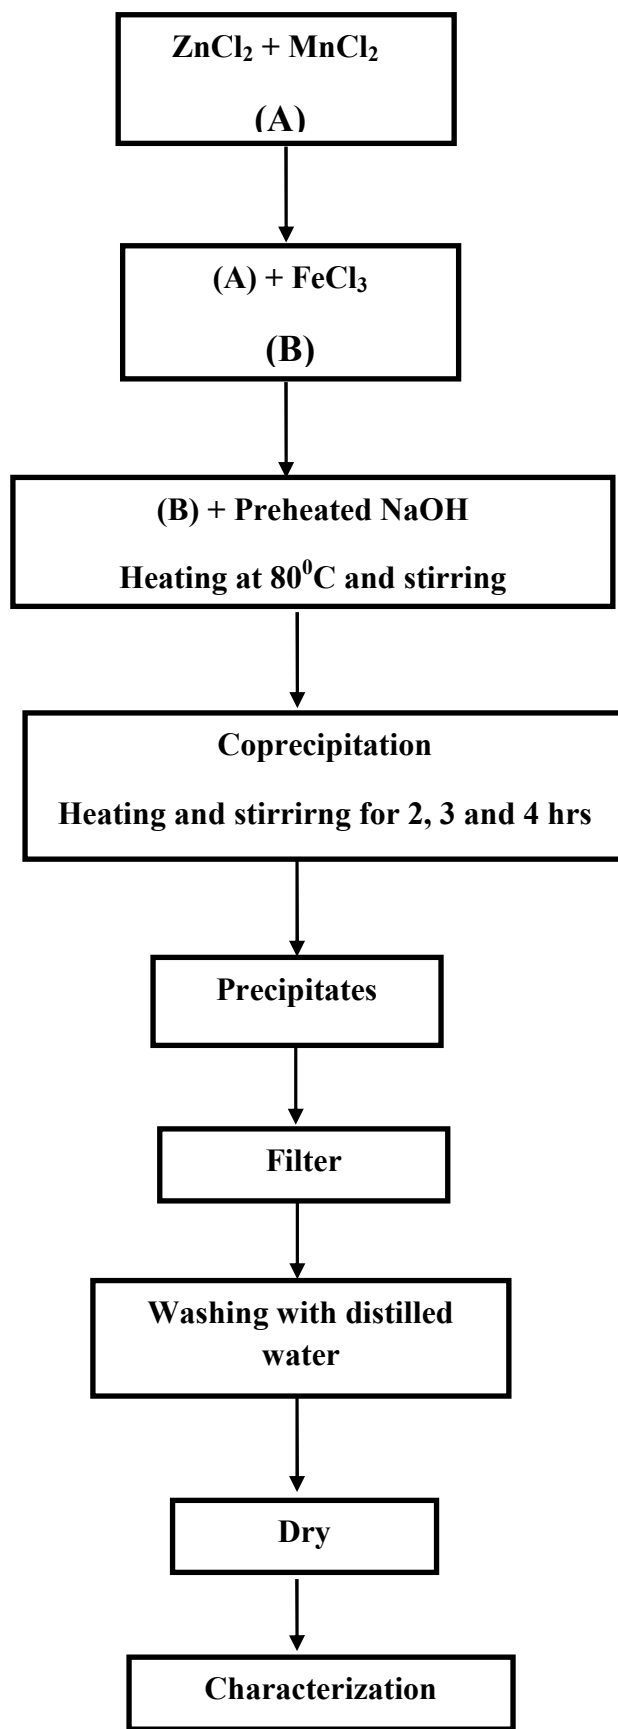 ZnCl₂ + MnCl₂
(A)
(A) + FeCl₃
(B)
(B) + Preheated NaOH
Heating at 80⁰C and stirring
Coprecipitation
Heating and stirrirng for 2, 3 and 4 hrs
Precipitates
Filter
Washing with distilled
water
Dry
Characterization